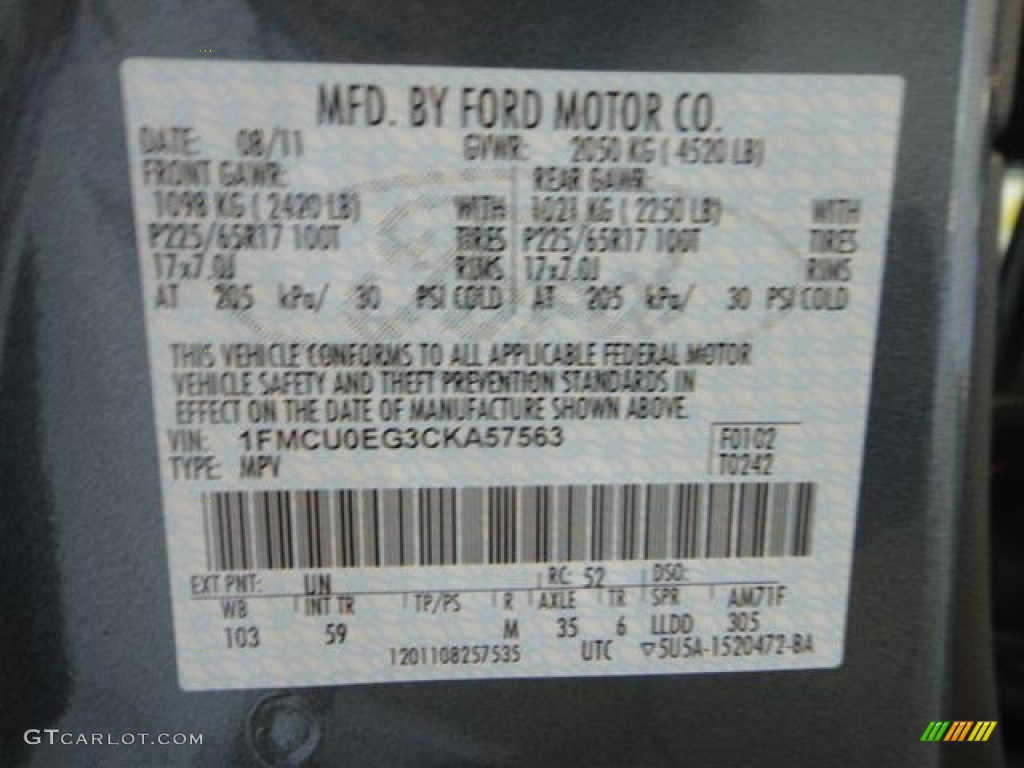 MFD. BY FORD MOTOR CO.
DATE: 08/11 GVWR: 2050 KG ( 4520 LB)
FRONT GAWR: REAR GAWR:
1098 KG ( 2420 LB) WITH 1021 KG ( 2250 LB) WITH
P225/65R17 100T TIRES P225/65R17 100T TIRES
17x7.0J RIMS 17x7.0J RIMS
AT 205 kPa/ 30 PSI COLD AT 205 kPa/ 30 PSI COLD
THIS VEHICLE CONFORMS TO ALL APPLICABLE FEDERAL MOTOR
VEHICLE SAFETY AND THEFT PREVENTION STANDARDS IN
EFFECT ON THE DATE OF MANUFACTURE SHOWN ABOVE.
VIN: 1FMCU0EG3CKA57563 F0102
TYPE: MPV T0242
EXT PNT: UN RC: 52 DSO:
WB INT TR TP/PS R AXLE TR SPR AM71F
103 59 M 35 6 LLDD 305
1201108257535 UTC ▽5U5A-1520472-BA
GTCARLOT.COM